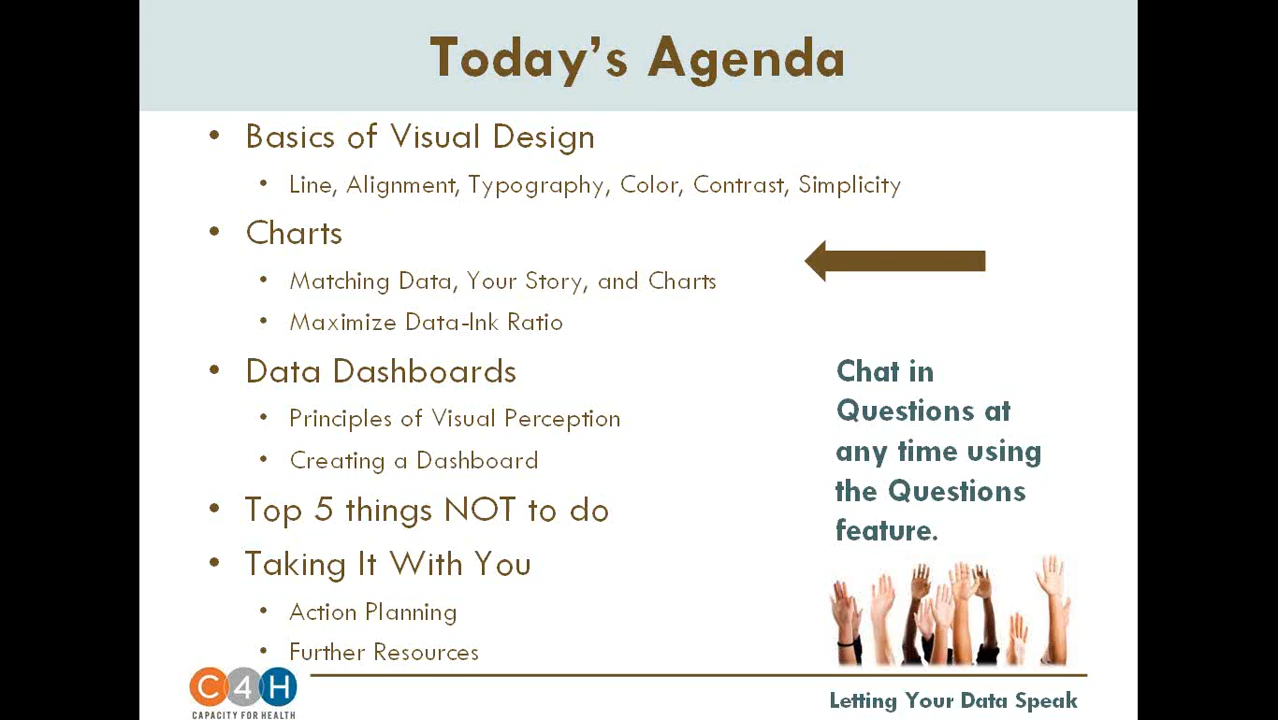 Today's Agenda
• Basics of Visual Design
• Line, Alignment, Typography, Color, Contrast, Simplicity
• Charts
• Matching Data, Your Story, and Charts
• Maximize Data-Ink Ratio
• Data Dashboards
• Principles of Visual Perception
• Creating a Dashboard
• Top 5 things NOT to do
• Taking It With You
• Action Planning
• Further Resources
Chat in
Questions at
any time using
the Questions
feature.
C4H
CAPACITY FOR HEALTH
Letting Your Data Speak